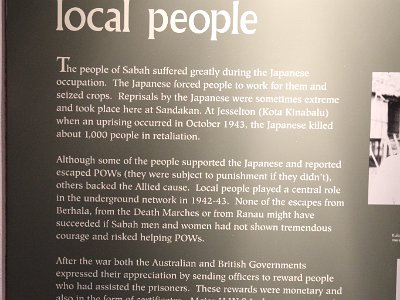 local people
The people of Sabah suffered greatly during the Japanese
occupation. The Japanese forced people to work for them and
seized crops. Reprisals by the Japanese were sometimes extreme
and took place here at Sandakan. At Jesselton (Kota Kinabalu)
when an uprising occurred in October 1943, the Japanese killed
about 1,000 people in retaliation.
Although some of the people supported the Japanese and reported
escaped POWs (they were subject to punishment if they didn't),
others backed the Allied cause. Local people played a central role
in the underground network in 1942-43. None of the escapes from
Berhala, from the Death Marches or from Ranau might have
succeeded if Sabah men and women had not shown tremendous
courage and risked helping POWs.
After the war both the Australian and British Governments
expressed their appreciation by sending officers to reward people
who had assisted the prisoners. These rewards were monetary and
also in the form of certificates. Major H W S